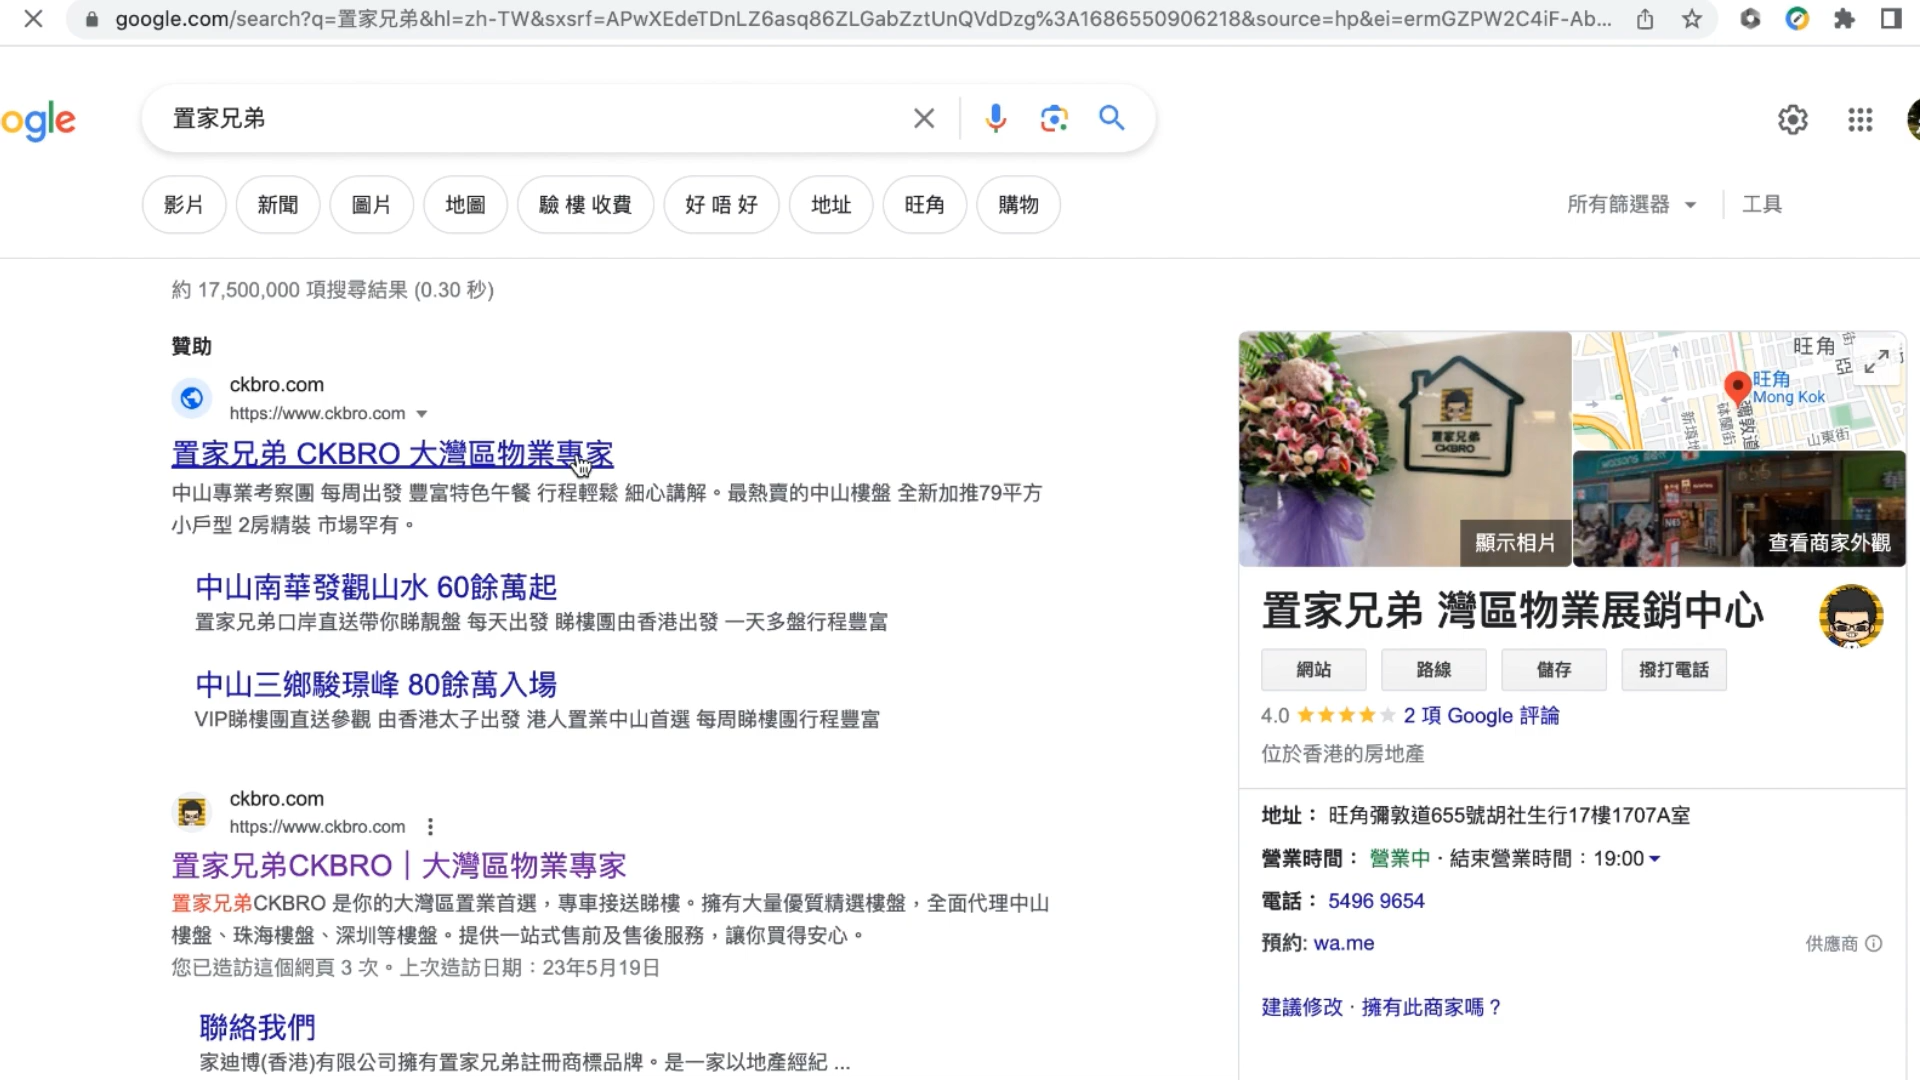 google.com/search?q=置家兄弟&hl=zh-TW&sxsrf=APwXEdeTDnLZ6asq86ZLGabZztUnQVdDzg%3A1686550906218&source=hp&ei=ermGZPW2C4iF-Ab...
ogle
置家兄弟
影片
新聞
圖片
地圖
驗 樓 收費
好 唔 好
地址
旺角
購物
所有篩選器
工具
約 17,500,000 項搜尋結果 (0.30 秒)
贊助
ckbro.com
https://www.ckbro.com
置家兄弟 CKBRO 大灣區物業專家
中山專業考察團 每周出發 豐富特色午餐 行程輕鬆 細心講解。最熱賣的中山樓盤 全新加推79平方
小戶型 2房精裝 市場罕有。
中山南華發觀山水 60餘萬起
置家兄弟口岸直送帶你睇靚盤 每天出發 睇樓團由香港出發 一天多盤行程豐富
中山三鄉駿璟峰 80餘萬入場
VIP睇樓團直送參觀 由香港太子出發 港人置業中山首選 每周睇樓團行程豐富
ckbro.com
https://www.ckbro.com
置家兄弟CKBRO｜大灣區物業專家
置家兄弟CKBRO 是你的大灣區置業首選，專車接送睇樓。擁有大量優質精選樓盤，全面代理中山
樓盤、珠海樓盤、深圳等樓盤。提供一站式售前及售後服務，讓你買得安心。
您已造訪這個網頁 3 次。上次造訪日期：23年5月19日
聯絡我們
家迪博(香港)有限公司擁有置家兄弟註冊商標品牌。是一家以地產經紀 ...
置家兄弟
CKBRO
顯示相片
旺角
旺角
Mong Kok
彌敦道
砵蘭街
新填地
山東街
查看商家外觀
置家兄弟 灣區物業展銷中心
網站
路線
儲存
撥打電話
4.0
2 項 Google 評論
位於香港的房地產
地址： 旺角彌敦道655號胡社生行17樓1707A室
營業時間： 營業中 · 結束營業時間：19:00
電話： 5496 9654
預約: wa.me
供應商
建議修改 · 擁有此商家嗎？